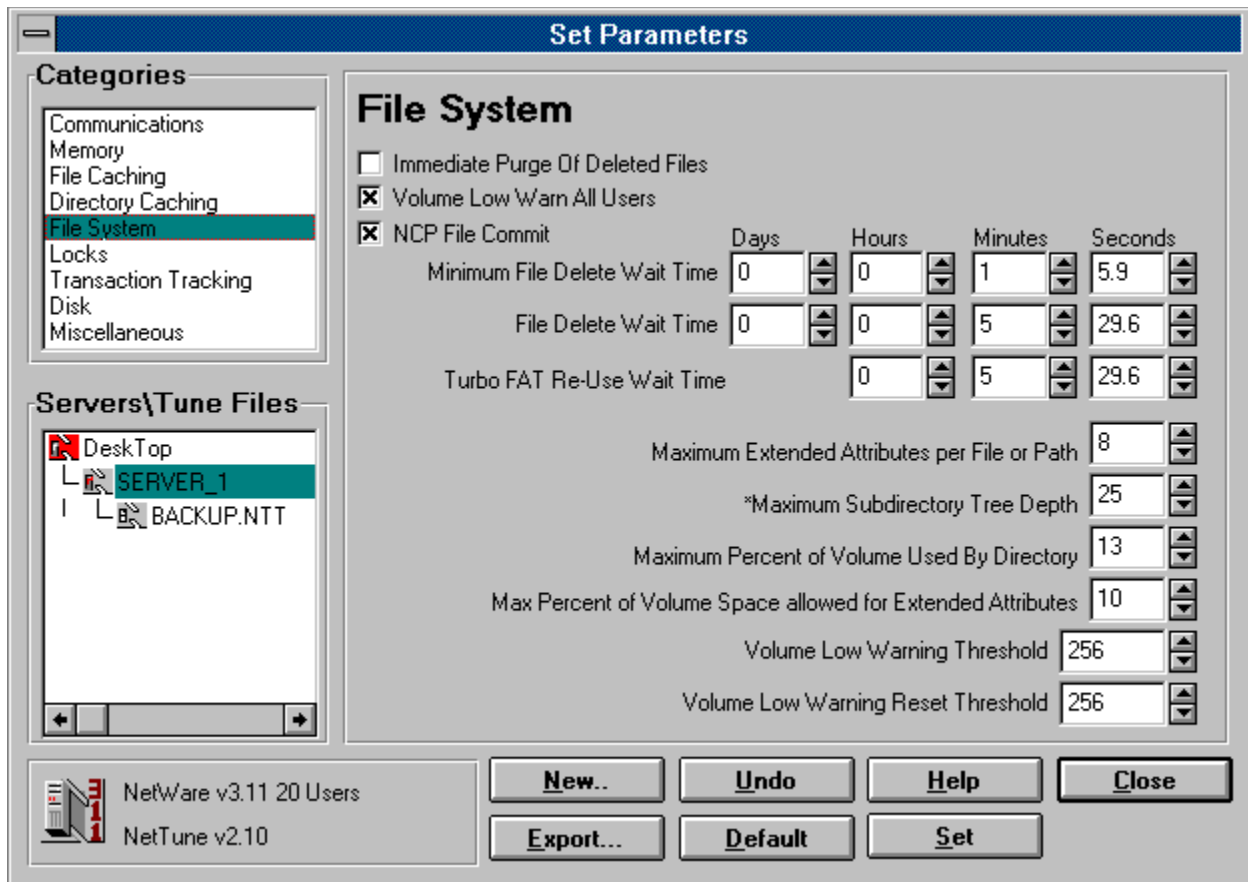 Set Parameters
Categories
Communications
Memory
File Caching
Directory Caching
File System
Locks
Transaction Tracking
Disk
Miscellaneous
Servers\Tune Files
DeskTop
SERVER_1
BACKUP.NTT
File System
Immediate Purge Of Deleted Files
Volume Low Warn All Users
NCP File Commit
Days Hours Minutes Seconds
Minimum File Delete Wait Time 0 0 1 5.9
File Delete Wait Time 0 0 5 29.6
Turbo FAT Re-Use Wait Time 0 5 29.6
Maximum Extended Attributes per File or Path 8
*Maximum Subdirectory Tree Depth 25
Maximum Percent of Volume Used By Directory 13
Max Percent of Volume Space allowed for Extended Attributes 10
Volume Low Warning Threshold 256
Volume Low Warning Reset Threshold 256
311
NetWare v3.11 20 Users
NetTune v2.10
New.. Undo Help Close
Export... Default Set